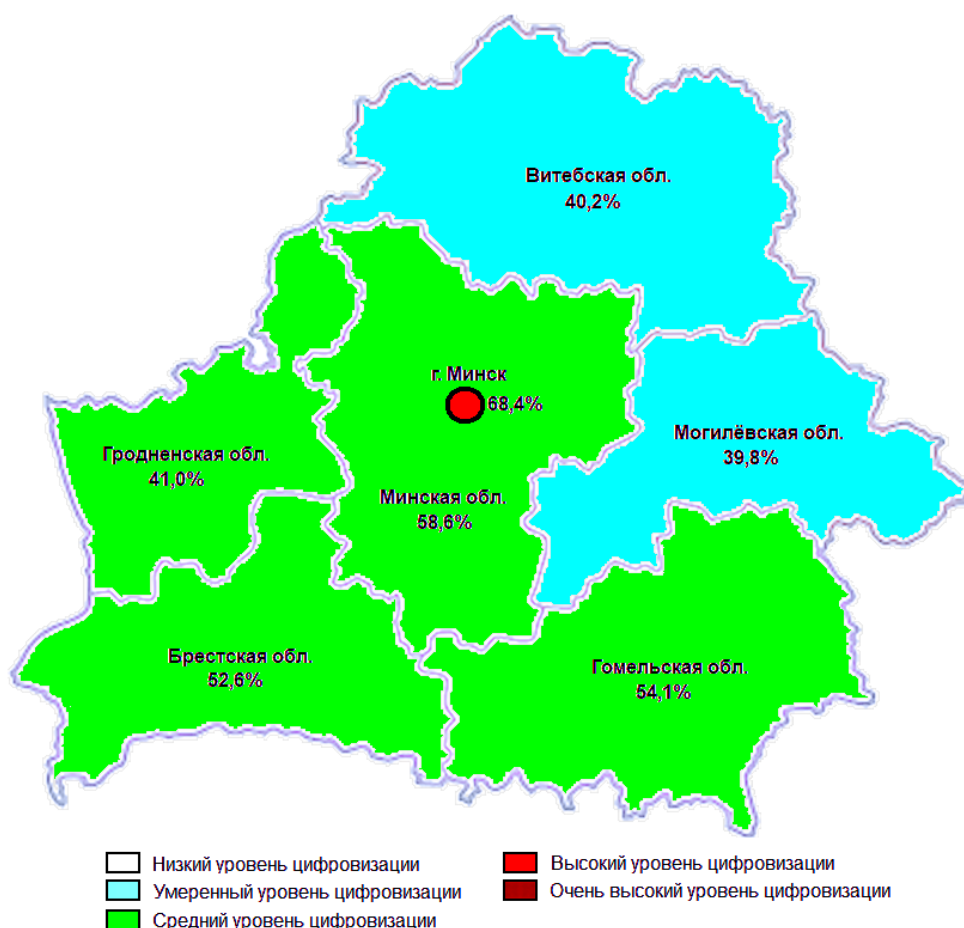 Витебская обл.
40,2%
г. Минск
68,4%
Гродненская обл.
41,0%
Могилёвская обл.
39,8%
Минская обл.
58,6%
Брестская обл.
52,6%
Гомельская обл.
54,1%
Низкий уровень цифровизации
Умеренный уровень цифровизации
Средний уровень цифровизации
Высокий уровень цифровизации
Очень высокий уровень цифровизации